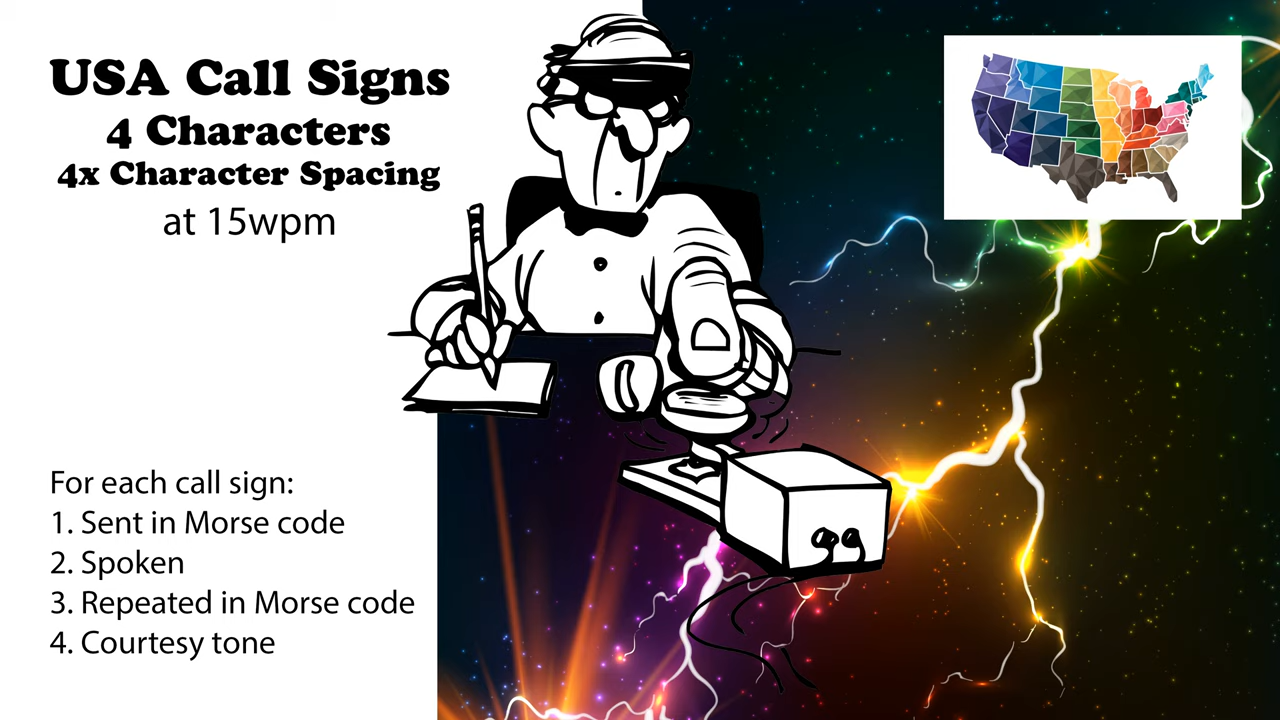 USA Call Signs
4 Characters
4x Character Spacing
at 15wpm
For each call sign:
1. Sent in Morse code
2. Spoken
3. Repeated in Morse code
4. Courtesy tone